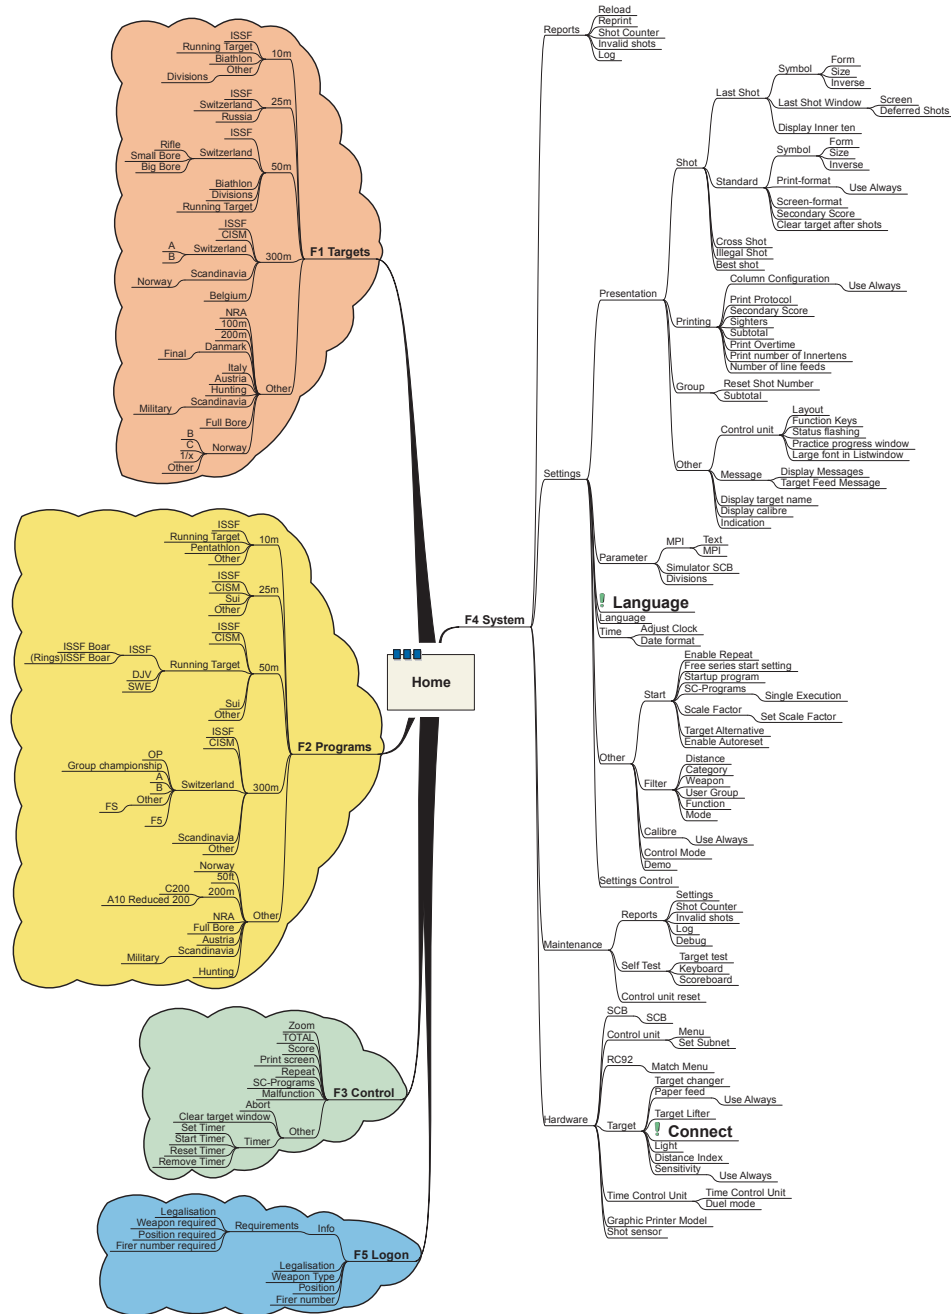 Home
F1 Targets
10m
ISSF
Running Target
Biathlon
Other
Divisions
25m
ISSF
Switzerland
Russia
50m
ISSF
Switzerland
Rifle
Small Bore
Big Bore
Biathlon
Divisions
Running Target
300m
ISSF
CISM
Switzerland
A
B
Scandinavia
Norway
Belgium
Other
NRA
100m
200m
Danmark
Final
Italy
Austria
Hunting
Scandinavia
Military
Full Bore
Norway
B
C
1/x
Other
F2 Programs
10m
ISSF
Running Target
Pentathlon
Other
25m
ISSF
CISM
Sui
Other
50m
ISSF
CISM
Running Target
ISSF
ISSF Boar
(Rings)ISSF Boar
DJV
SWE
Sui
Other
300m
ISSF
CISM
Switzerland
OP
Group championship
A
B
Other
FS
F5
Scandinavia
Other
Other
Norway
50ft
200m
C200
A10 Reduced 200
NRA
Full Bore
Austria
Scandinavia
Military
Hunting
F3 Control
Zoom
TOTAL
Score
Print screen
Repeat
SC-Programs
Malfunction
Other
Abort
Clear target window
Timer
Set Timer
Start Timer
Reset Timer
Remove Timer
F5 Logon
Info
Requirements
Legalisation
Weapon required
Position required
Firer number required
Legalisation
Weapon Type
Position
Firer number
F4 System
Reports
Reload
Reprint
Shot Counter
Invalid shots
Log
Settings
Presentation
Shot
Last Shot
Symbol
Form
Size
Inverse
Last Shot Window
Screen
Deferred Shots
Display Inner ten
Standard
Symbol
Form
Size
Inverse
Print-format
Use Always
Screen-format
Secondary Score
Clear target after shots
Cross Shot
Illegal Shot
Best shot
Printing
Column Configuration
Use Always
Print Protocol
Secondary Score
Sighters
Subtotal
Print Overtime
Print number of Innertens
Number of line feeds
Group
Reset Shot Number
Subtotal
Other
Control unit
Layout
Function Keys
Status flashing
Practice progress window
Large font in Listwindow
Message
Display Messages
Target Feed Message
Display target name
Display calibre
Indication
Parameter
MPI
Text
MPI
Simulator SCB
Divisions
! Language
Language
Time
Adjust Clock
Date format
Other
Start
Enable Repeat
Free series start setting
Startup program
SC-Programs
Single Execution
Scale Factor
Set Scale Factor
Target Alternative
Enable Autoreset
Filter
Distance
Category
Weapon
User Group
Function
Mode
Calibre
Use Always
Control Mode
Demo
Settings Control
Maintenance
Reports
Settings
Shot Counter
Invalid shots
Log
Debug
Self Test
Target test
Keyboard
Scoreboard
Control unit reset
Hardware
SCB
SCB
Control unit
Menu
Set Subnet
RC92
Match Menu
Target
Target changer
Paper feed
Use Always
Target Lifter
! Connect
Light
Distance Index
Sensitivity
Use Always
Time Control Unit
Time Control Unit
Duel mode
Graphic Printer Model
Shot sensor